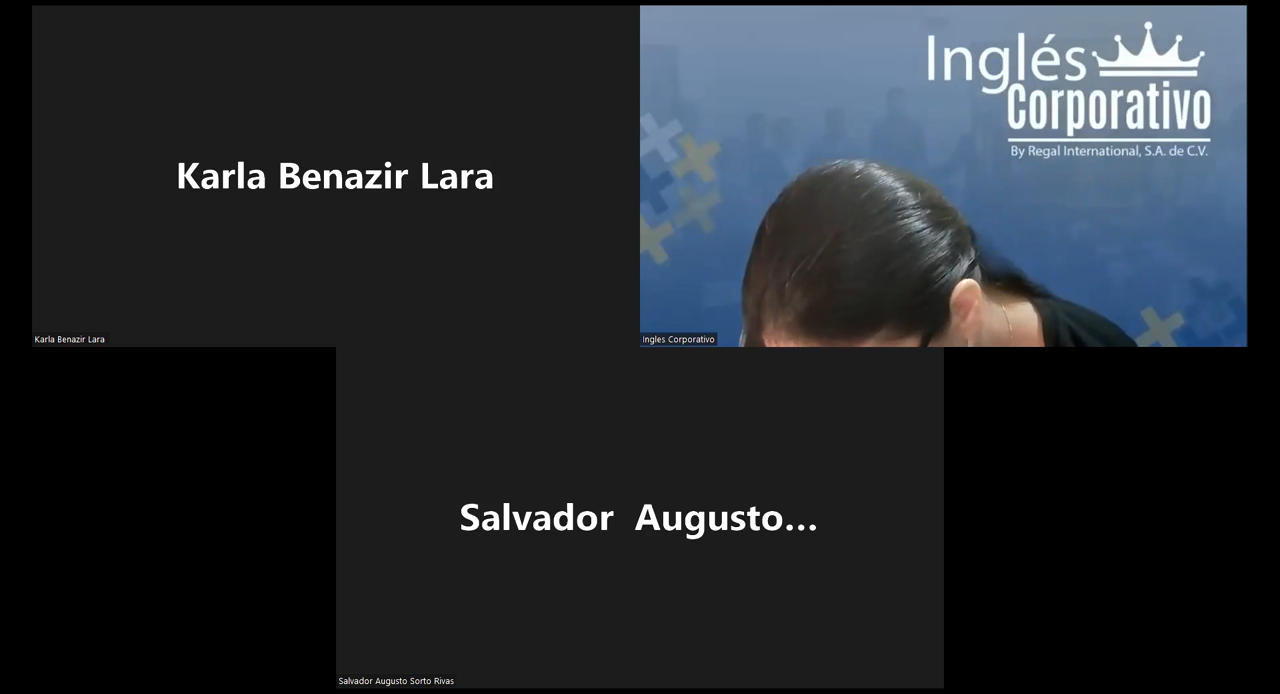 Karla Benazir Lara
Karla Benazir Lara
Inglés
Corporativo
By Regal International, S.A. de C.V.
Ingles Corporativo
Salvador Augusto...
Salvador Augusto Sorto Rivas